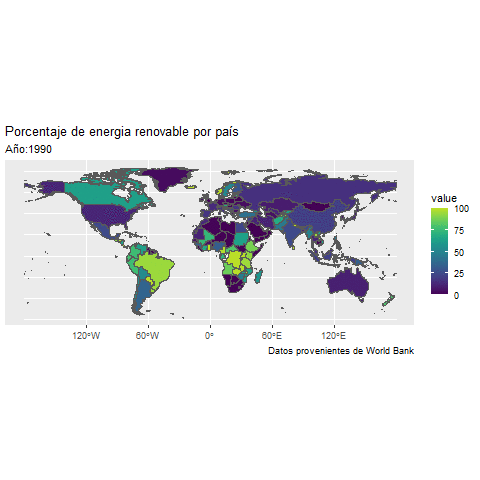 Porcentaje de energia renovable por país
Año:1990
value
100
75
50
25
0
120°W
60°W
0°
60°E
120°E
Datos provenientes de World Bank